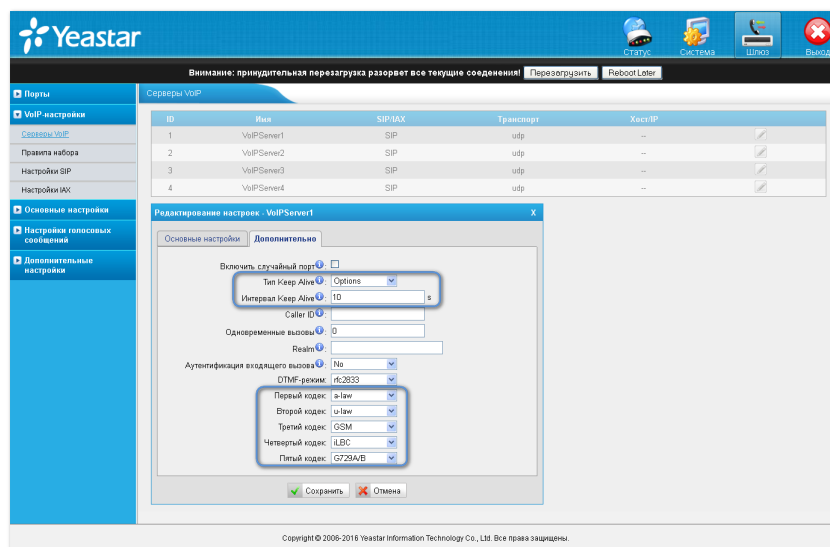 Yeastar
Статус
Система
Шлюз
Выход
Внимание: принудительная перезагрузка разорвет все текущие соеденения! Перезагрузить Reboot Later
Порты
VoIP-настройки
Серверы VoIP
Правила набора
Настройки SIP
Настройки IAX
Основные настройки
Настройки голосовых
сообщений
Дополнительные
настройки
Серверы VoIP
ID Имя SIP/IAX Транспорт Хост/IP
1 VoIPServer1 SIP udp --
2 VoIPServer2 SIP udp --
3 VoIPServer3 SIP udp --
4 VoIPServer4 SIP udp --
Редактирование настроек - VoIPServer1 X
Основные настройки Дополнительно
Включить случайный порт :
Тип Keep Alive : Options
Интервал Keep Alive : 10 s
Caller ID :
Одновременные вызовы : 0
Realm :
Аутентификация входящего вызова : No
DTMF-режим: rfc2833
Первый кодек: a-law
Второй кодек: u-law
Третий кодек: GSM
Четвертый кодек: iLBC
Пятый кодек: G729A/B
Сохранить Отмена
Copyright © 2006-2016 Yeastar Information Technology Co., Ltd. Все права защищены.